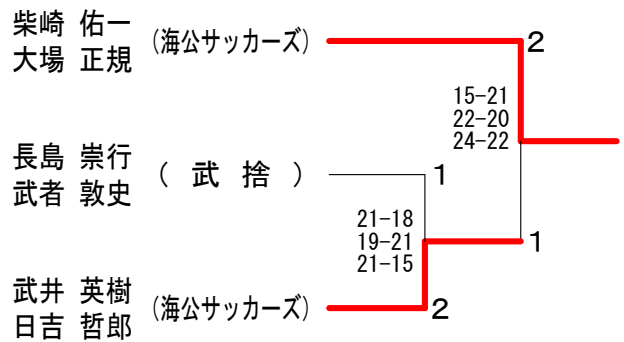 柴崎 佑一
大場 正規
(海公サッカーズ)
2
15-21
22-20
24-22
長島 崇行
武者 敦史
( 武 捨 )
1
21-18
19-21
21-15
1
武井 英樹
日吉 哲郎
(海公サッカーズ)
2